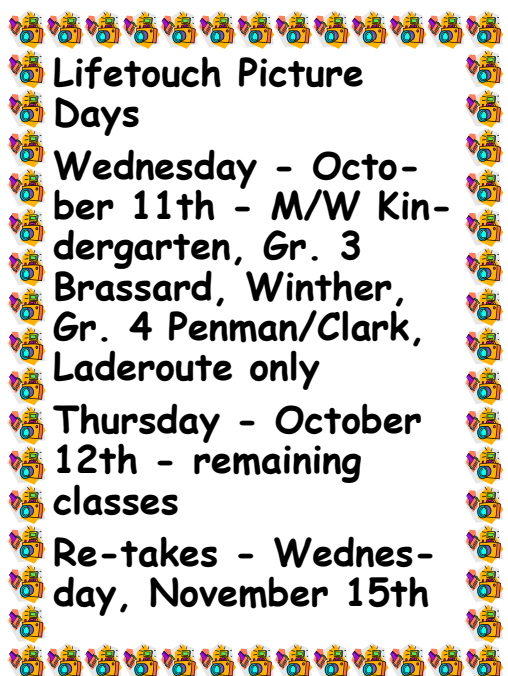 Lifetouch Picture
Days
Wednesday - Octo-
ber 11th - M/W Kin-
dergarten, Gr. 3
Brassard, Winther,
Gr. 4 Penman/Clark,
Laderoute only
Thursday - October
12th - remaining
classes
Re-takes - Wednes-
day, November 15th